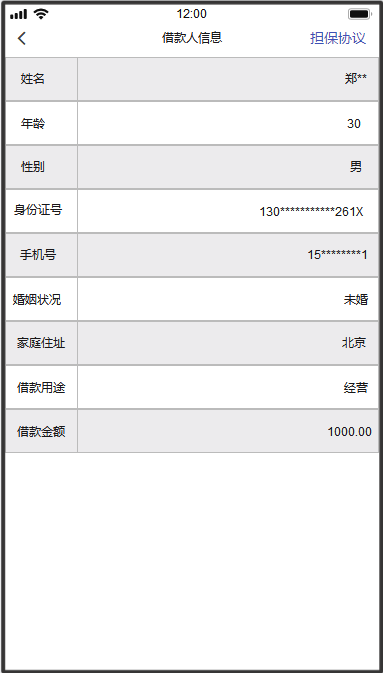 12:00
借款人信息 担保协议
姓名 郑**
年龄 30
性别 男
身份证号 130***********261X
手机号 15********1
婚姻状况 未婚
家庭住址 北京
借款用途 经营
借款金额 1000.00